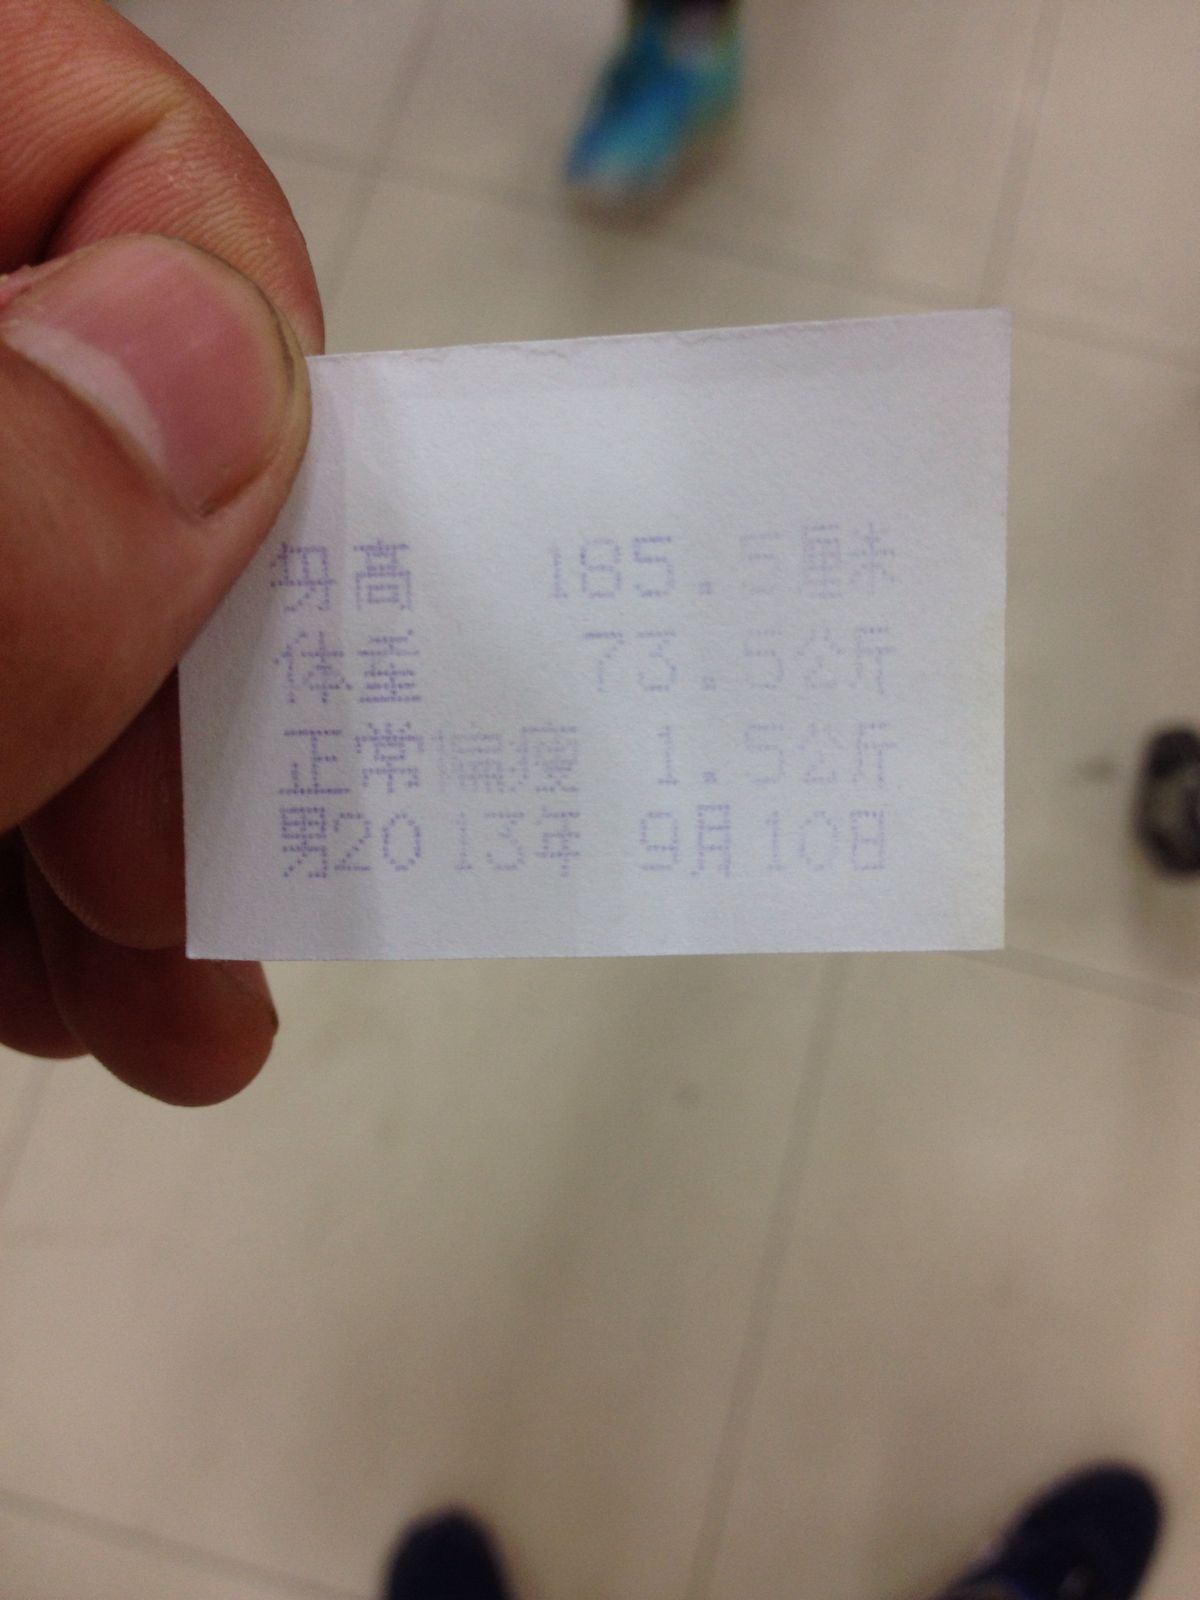 身高 185.5厘米
体重 73.5公斤
正常偏瘦 1.5公斤
男2013年 9月10日